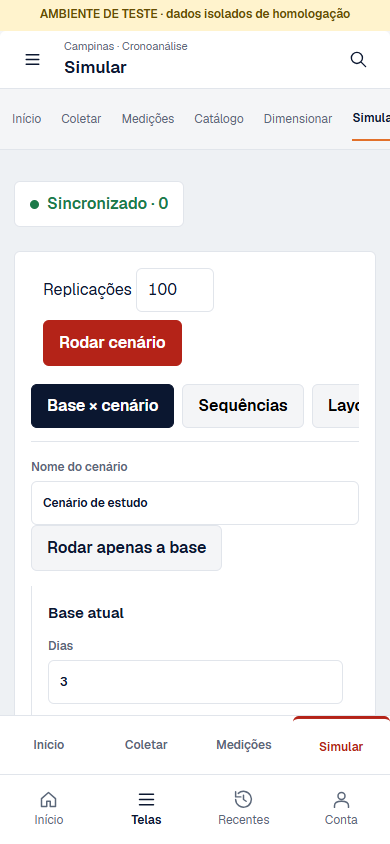 AMBIENTE DE TESTE · dados isolados de homologação
Campinas · Cronoanálise
Simular
Início Coletar Medições Catálogo Dimensionar Simula
Sincronizado · 0
Replicações 100
Rodar cenário
Base × cenário Sequências Layo
Nome do cenário
Cenário de estudo
Rodar apenas a base
Base atual
Dias
3
Início Coletar Medições Simular
Início Telas Recentes Conta